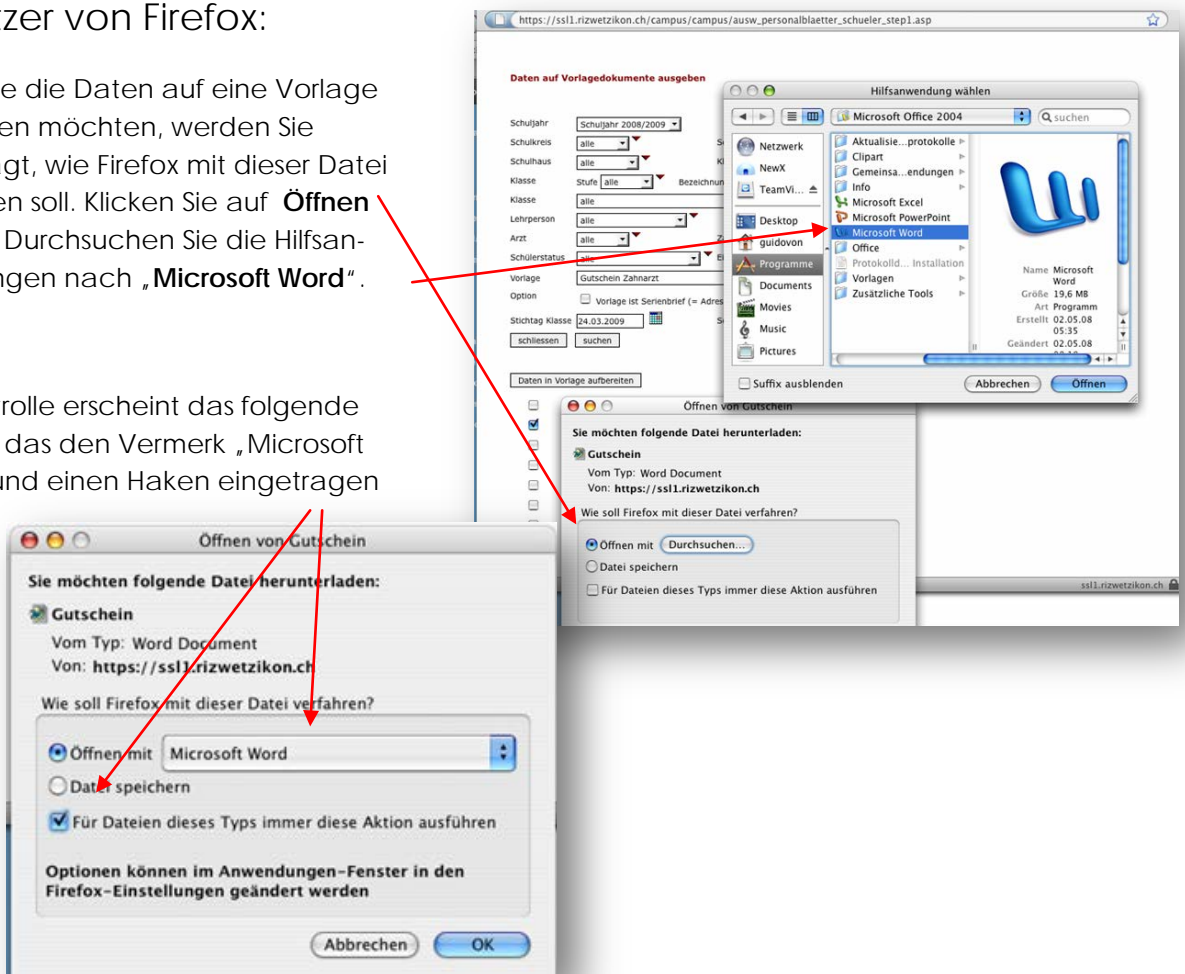 tzer von Firefox:
e die Daten auf eine Vorlage
en möchten, werden Sie
gt, wie Firefox mit dieser Datei
en soll. Klicken Sie auf Öffnen
Durchsuchen Sie die Hilfsan-
ngen nach „Microsoft Word“.
rolle erscheint das folgende
das den Vermerk „Microsoft
und einen Haken eingetragen
https://ssl1.rizwetzikon.ch/campus/campus/ausw_personalblaetter_schueler_step1.asp
Daten auf Vorlagedokumente ausgeben
Schuljahr Schuljahr 2008/2009
Schulkreis alle
Schulhaus alle
Klasse Stufe alle Bezeichnun
Klasse alle
Lehrperson alle
Arzt alle
Schülerstatus alle
Vorlage Gutschein Zahnarzt
Option Vorlage ist Serienbrief (= Adres
Stichtag Klasse 24.03.2009
schliessen suchen
Daten in Vorlage aufbereiten
Hilfsanwendung wählen
Microsoft Office 2004 suchen
Netzwerk
NewX
TeamVi...
Desktop
guidovon
Programme
Documents
Movies
Music
Pictures
Aktualisie...protokolle
Clipart
Gemeinsa...endungen
Info
Microsoft Excel
Microsoft PowerPoint
Microsoft Word
Office
Protokolld... Installation
Vorlagen
Zusätzliche Tools
Name Microsoft
Word
Größe 19,6 MB
Art Programm
Erstellt 02.05.08
05:35
Geändert 02.05.08
Suffix ausblenden Abbrechen Öffnen
Öffnen von Gutschein
Sie möchten folgende Datei herunterladen:
Gutschein
Vom Typ: Word Document
Von: https://ssl1.rizwetzikon.ch
Wie soll Firefox mit dieser Datei verfahren?
Öffnen mit Durchsuchen...
Datei speichern
Für Dateien dieses Typs immer diese Aktion ausführen
ssl1.rizwetzikon.ch
Öffnen von Gutschein
Sie möchten folgende Datei herunterladen:
Gutschein
Vom Typ: Word Document
Von: https://ssl1.rizwetzikon.ch
Wie soll Firefox mit dieser Datei verfahren?
Öffnen mit Microsoft Word
Datei speichern
Für Dateien dieses Typs immer diese Aktion ausführen
Optionen können im Anwendungen-Fenster in den
Firefox-Einstellungen geändert werden
Abbrechen OK